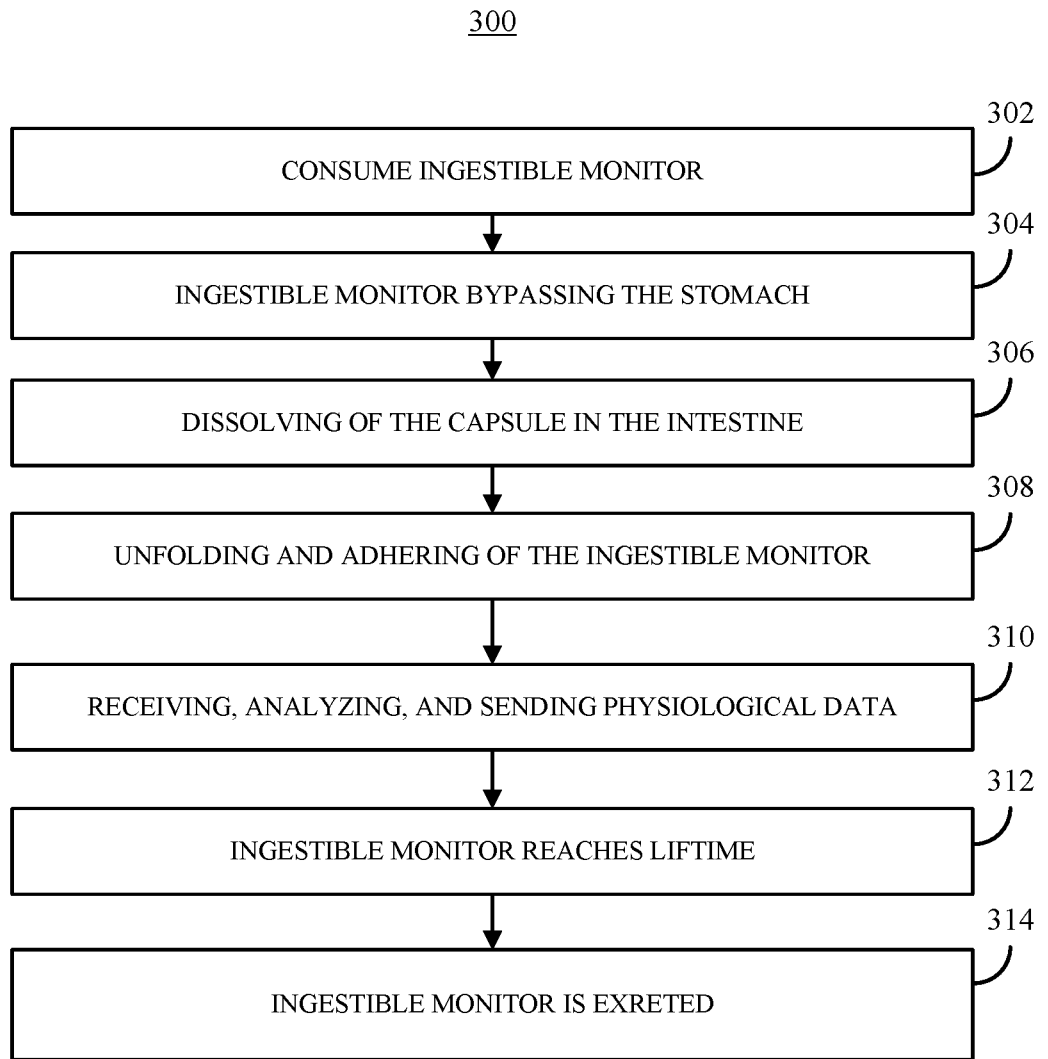 300
302
CONSUME INGESTIBLE MONITOR
304
INGESTIBLE MONITOR BYPASSING THE STOMACH
306
DISSOLVING OF THE CAPSULE IN THE INTESTINE
308
UNFOLDING AND ADHERING OF THE INGESTIBLE MONITOR
310
RECEIVING, ANALYZING, AND SENDING PHYSIOLOGICAL DATA
312
INGESTIBLE MONITOR REACHES LIFTIME
314
INGESTIBLE MONITOR IS EXRETED